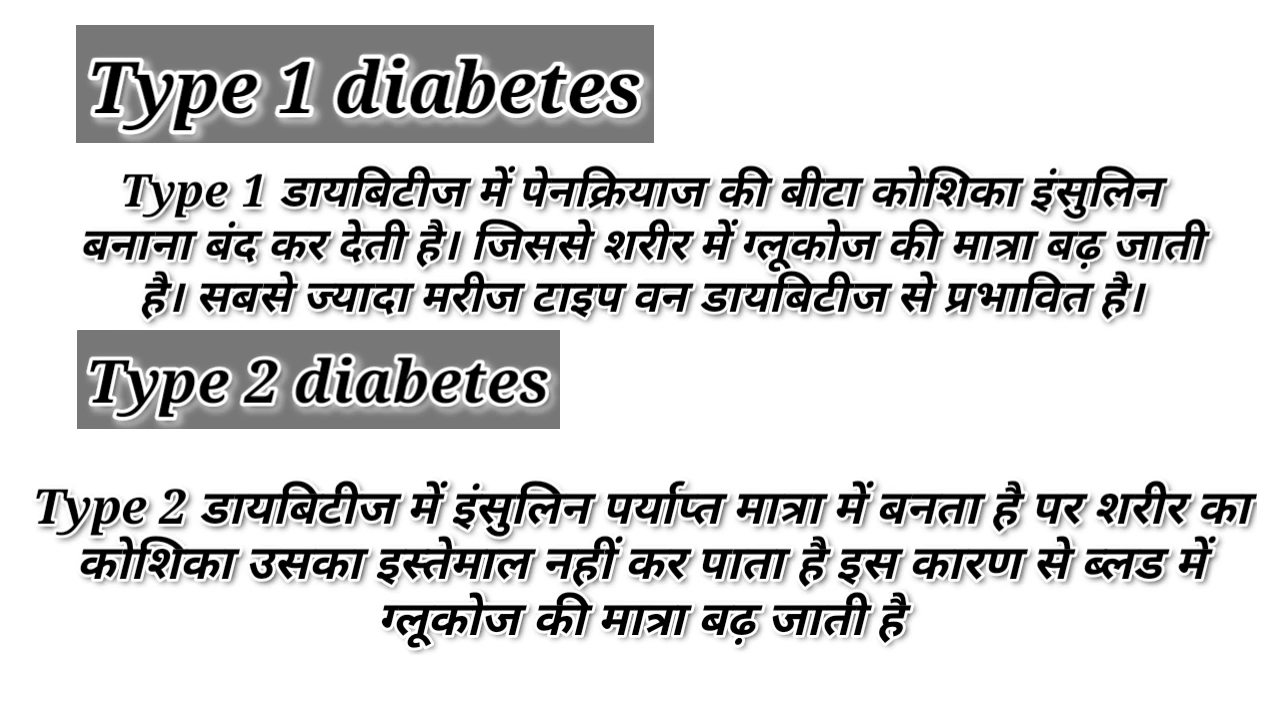 Type 1 diabetes
Type 1 डायबिटीज में पेनक्रियाज की बीटा कोशिका इंसुलिन
बनाना बंद कर देती है। जिससे शरीर में ग्लूकोज की मात्रा बढ़ जाती
है। सबसे ज्यादा मरीज टाइप वन डायबिटीज से प्रभावित है।
Type 2 diabetes
Type 2 डायबिटीज में इंसुलिन पर्याप्त मात्रा में बनता है पर शरीर का
कोशिका उसका इस्तेमाल नहीं कर पाता है इस कारण से ब्लड में
ग्लूकोज की मात्रा बढ़ जाती है